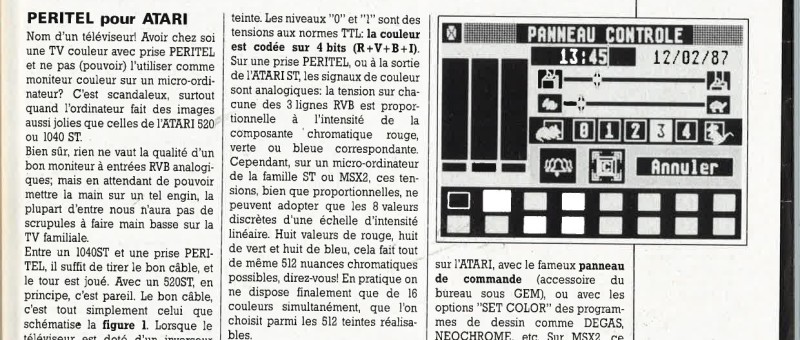 PERITEL pour ATARI
Nom d'un téléviseur! Avoir chez soi
une TV couleur avec prise PERITEL
et ne pas (pouvoir) l'utiliser comme
moniteur couleur sur un micro-ordi-
nateur? C'est scandaleux, surtout
quand l'ordinateur fait des images
aussi jolies que celles de l'ATARI 520
ou 1040 ST.
Bien sûr, rien ne vaut la qualité d'un
bon moniteur à entrées RVB analogi-
ques; mais en attendant de pouvoir
mettre la main sur un tel engin, la
plupart d'entre nous n'aura pas de
scrupules à faire main basse sur la
TV familiale.
Entre un 1040ST et une prise PERI-
TEL, il suffit de tirer le bon câble, et
le tour est joué. Avec un 520ST, en
principe, c'est pareil. Le bon câble,
c'est tout simplement celui que
schématise la figure 1. Lorsque le
téléviseur est doté d'un inverseur
teinte. Les niveaux "0" et "1" sont des
tensions aux normes TTL: la couleur
est codée sur 4 bits (R+V+B+I).
Sur une prise PERITEL, ou à la sortie
de l'ATARI ST, les signaux de couleur
sont analogiques: la tension sur cha-
cune des 3 lignes RVB est propor-
tionnelle à l'intensité de la
composante chromatique rouge,
verte ou bleue correspondante.
Cependant, sur un micro-ordinateur
de la famille ST ou MSX2, ces ten-
sions, bien que proportionnelles, ne
peuvent adopter que les 8 valeurs
discrètes d'une échelle d'intensité
linéaire. Huit valeurs de rouge, huit
de vert et huit de bleu, cela fait tout
de même 512 nuances chromatiques
possibles, direz-vous! En pratique on
ne dispose finalement que de 16
couleurs simultanément, que l'on
choisit parmi les 512 teintes réalisa-
bles.
PANNEAU CONTROLE
13:45 12/02/87
0 1 2 3 4
Annuler
sur l'ATARI, avec le fameux panneau
de commande (accessoire du
bureau sous GEM), ou avec les
options "SET COLOR" des program-
mes de dessin comme DEGAS,
NEOCHROME, etc. Sur MSX2, ce